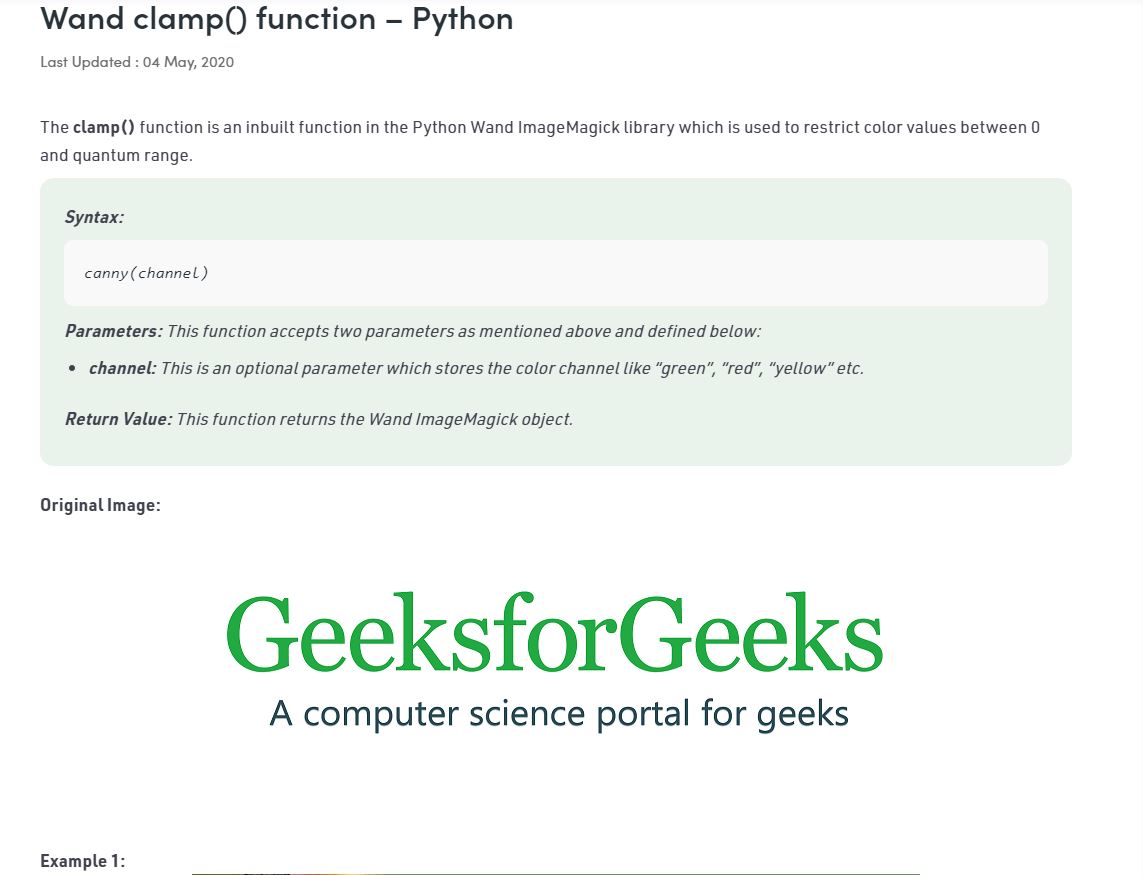 Wand clamp() function – Python
Last Updated : 04 May, 2020
The clamp() function is an inbuilt function in the Python Wand ImageMagick library which is used to restrict color values between 0
and quantum range.
Syntax:
canny(channel)
Parameters: This function accepts two parameters as mentioned above and defined below:
• channel: This is an optional parameter which stores the color channel like “green”, “red”, “yellow” etc.
Return Value: This function returns the Wand ImageMagick object.
Original Image:
GeeksforGeeks
A computer science portal for geeks
Example 1: